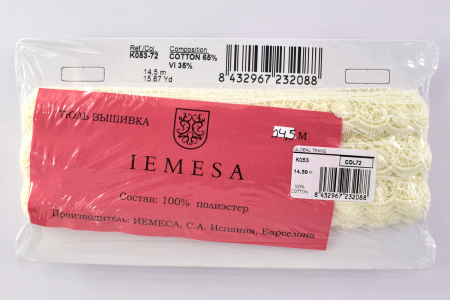 Ref./Col. Composition
K053-72 COTTON 65%
VI 35%
14,5 m
15.87 Yd
8 432967 232088
ТЮЛЬ ВЫШИВКА
14,5 М
IEMESA
Состав: 100% полиэстер
Производитель: ИЕМЕСА, С.А. Испания, Барселона
GLOBAL TRANS
K053 COL72
14,50 м
100%
COTTON
8 432967 232088